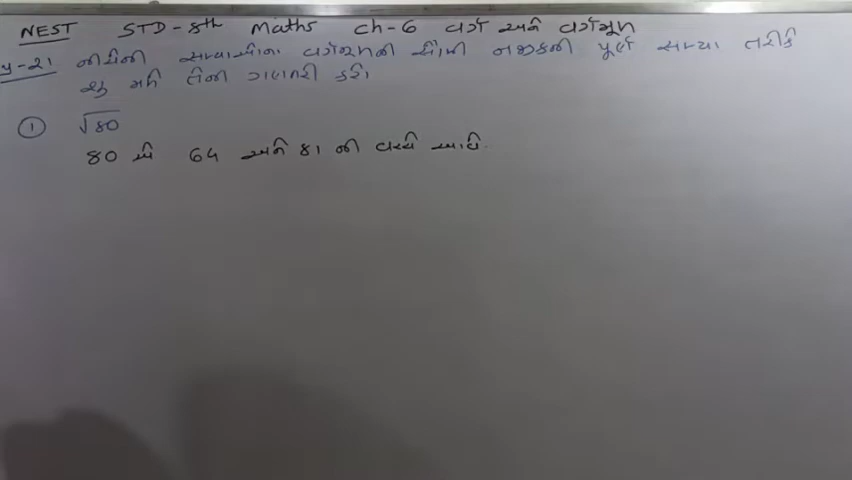 NEST STD-8th Maths Ch-6 વર્ગ અને વર્ગમૂળ
y-21 નીચેની સંખ્યાઓના વર્ગમૂળની સૌથી નજીકની પૂર્ણ સંખ્યા તરીકે
શું મળે તેની ગણતરી કરો.
① √80
80 એ 64 અને 81 ની વચ્ચે આવે.